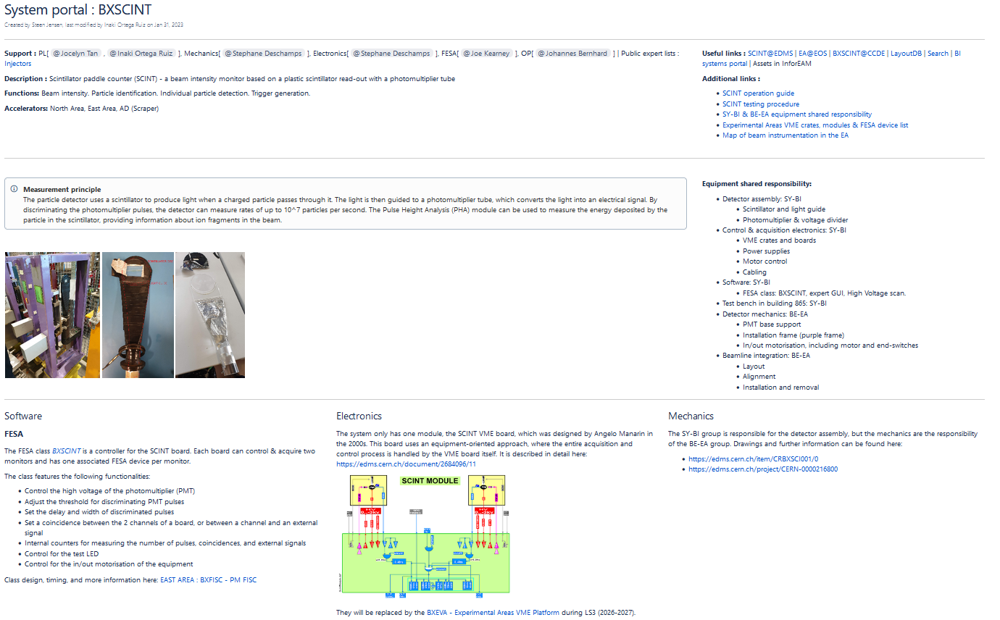 System portal : BXSCINT
Created by Steen Jensen, last modified by Inaki Ortega Ruiz on Jan 31, 2023
Support : PL[ @Jocelyn Tan , @Inaki Ortega Ruiz ], Mechanics[ @Stephane Deschamps ], Electronics[ @Stephane Deschamps ], FESA[ @Joe Kearney ], OP[ @Johannes Bernhard ] | Public expert lists :
Injectors
Description : Scintillator paddle counter (SCINT) - a beam intensity monitor based on a plastic scintillator read-out with a photomultiplier tube
Functions: Beam intensity. Particle identification. Individual particle detection. Trigger generation.
Accelerators: North Area, East Area, AD (Scraper)
Useful links : SCINT@EDMS | EA@EOS | BXSCINT@CCDE | LayoutDB | Search | BI
systems portal | Assets in InforEAM
Additional links :
• SCINT operation guide
• SCINT testing procedure
• SY-BI & BE-EA equipment shared responsibility
• Experimental Areas VME crates, modules & FESA device list
• Map of beam instrumentation in the EA
Measurement principle
The particle detector uses a scintillator to produce light when a charged particle passes through it. The light is then guided to a photomultiplier tube, which converts the light into an electrical signal. By
discriminating the photomultiplier pulses, the detector can measure rates of up to 10^7 particles per second. The Pulse Height Analysis (PHA) module can be used to measure the energy deposited by the
particle in the scintillator, providing information about ion fragments in the beam.
Equipment shared responsibility:
• Detector assembly: SY-BI
• Scintillator and light guide
• Photomultiplier & voltage divider
• Control & acquisition electronics: SY-BI
• VME crates and boards
• Power supplies
• Motor control
• Cabling
• Software: SY-BI
• FESA class: BXSCINT, expert GUI, High Voltage scan.
• Test bench in building 865: SY-BI
• Detector mechanics: BE-EA
• PMT base support
• Installation frame (purple frame)
• In/out motorisation, including motor and end-switches
• Beamline integration: BE-EA
• Layout
• Alignment
• Installation and removal
Software
FESA
The FESA class BXSCINT is a controller for the SCINT board. Each board can control & acquire two
monitors and has one associated FESA device per monitor.
The class features the following functionalities:
• Control the high voltage of the photomultiplier (PMT)
• Adjust the threshold for discriminating PMT pulses
• Set the delay and width of discriminated pulses
• Set a coincidence between the 2 channels of a board, or between a channel and an external
signal
• Internal counters for measuring the number of pulses, coincidences, and external signals
• Control for the test LED
• Control for the in/out motorisation of the equipment
Class design, timing, and more information here: EAST AREA : BXFISC - PM FISC
Electronics
The system only has one module, the SCINT VME board, which was designed by Angelo Manarin in
the 2000s. This board uses an equipment-oriented approach, where the entire acquisition and
control process is handled by the VME board itself. It is described in detail here:
https://edms.cern.ch/document/2684096/11
SCINT MODULE
They will be replaced by the BXEVA - Experimental Areas VME Platform during LS3 (2026-2027).
Mechanics
The SY-BI group is responsible for the detector assembly, but the mechanics are the responsibility
of the BE-EA group. Drawings and further information can be found here:
• https://edms.cern.ch/item/CRBXSCI001/0
• https://edms.cern.ch/project/CERN-0000216800